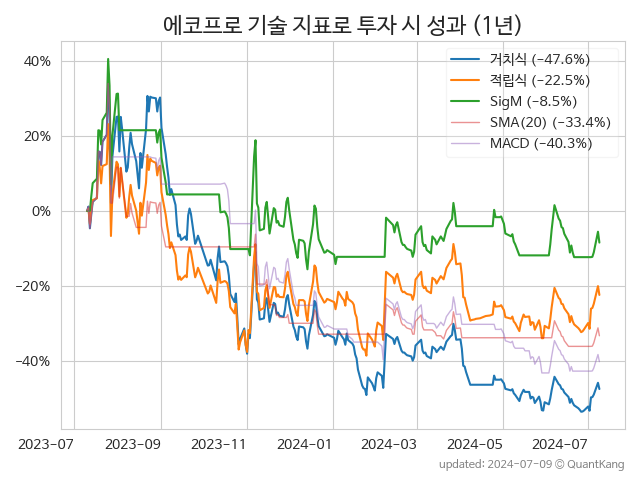 에코프로 기술 지표로 투자 시 성과 (1년)
거치식 (−47.6%)
적립식 (−22.5%)
SigM (−8.5%)
SMA(20) (−33.4%)
MACD (−40.3%)
40%
20%
0%
−20%
−40%
2023-07
2023-09
2023-11
2024-01
2024-03
2024-05
2024-07
updated: 2024-07-09 © QuantKang